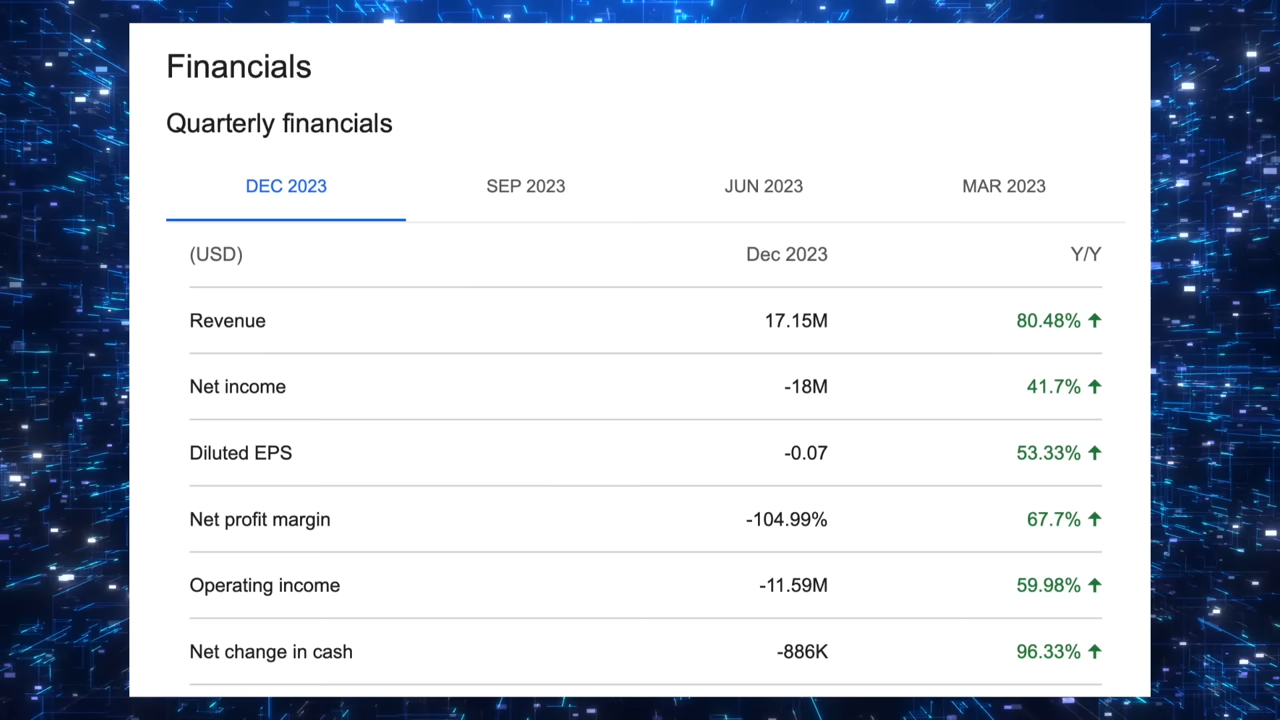 Financials
Quarterly financials
DEC 2023 SEP 2023 JUN 2023 MAR 2023
(USD) Dec 2023 Y/Y
Revenue 17.15M 80.48%
Net income -18M 41.7%
Diluted EPS -0.07 53.33%
Net profit margin -104.99% 67.7%
Operating income -11.59M 59.98%
Net change in cash -886K 96.33%